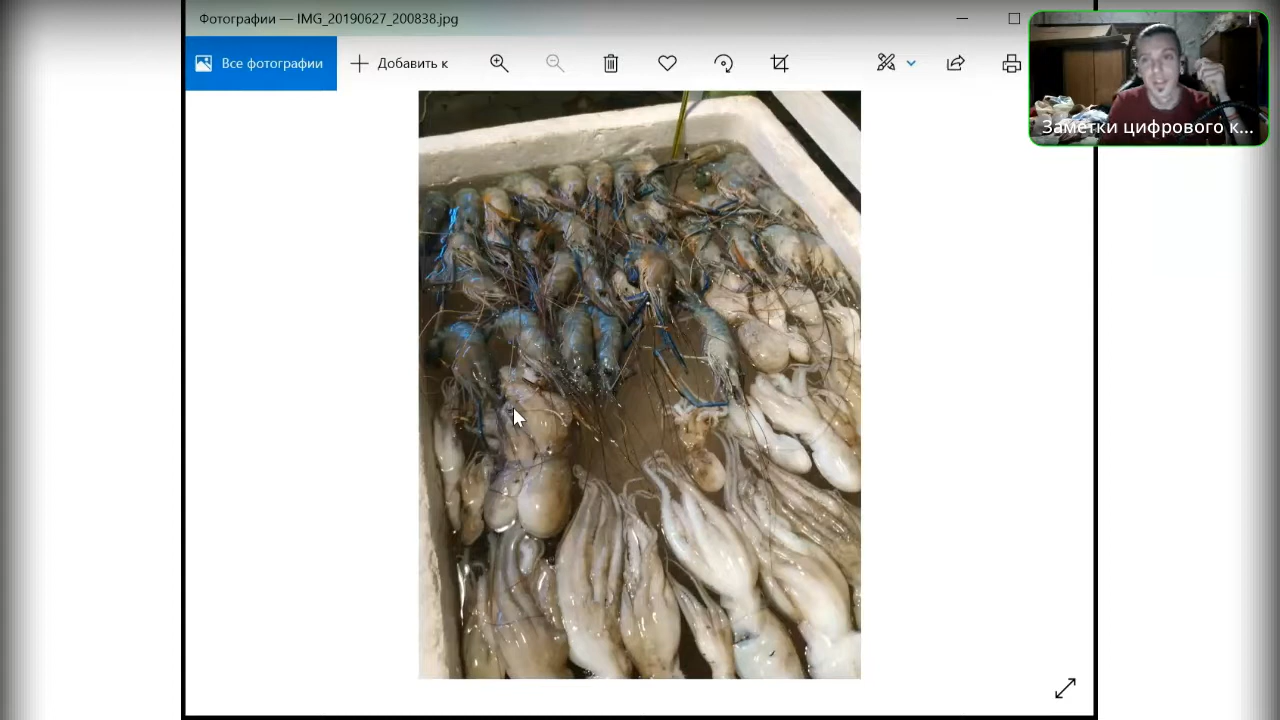 Фотографии — IMG_20190627_200838.jpg
Все фотографии
Добавить к
Заметки цифрового к...